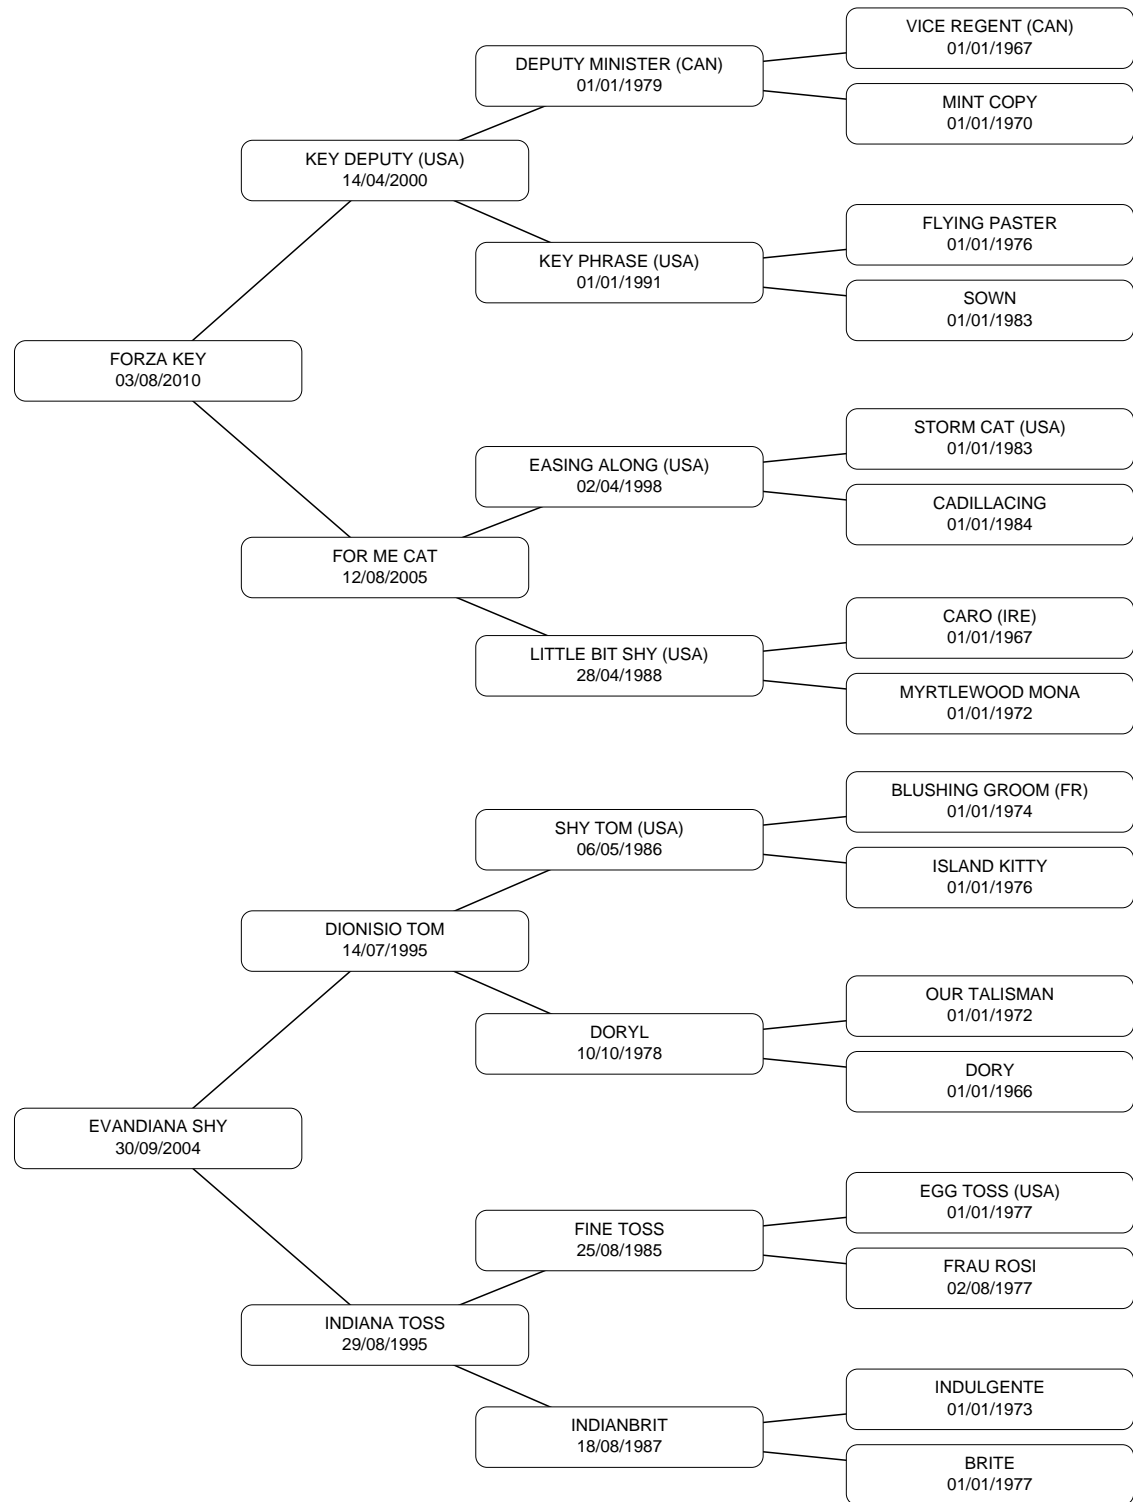 VICE REGENT (CAN)
01/01/1967
DEPUTY MINISTER (CAN)
01/01/1979
MINT COPY
01/01/1970
KEY DEPUTY (USA)
14/04/2000
FLYING PASTER
01/01/1976
KEY PHRASE (USA)
01/01/1991
SOWN
01/01/1983
FORZA KEY
03/08/2010
STORM CAT (USA)
01/01/1983
EASING ALONG (USA)
02/04/1998
CADILLACING
01/01/1984
FOR ME CAT
12/08/2005
CARO (IRE)
01/01/1967
LITTLE BIT SHY (USA)
28/04/1988
MYRTLEWOOD MONA
01/01/1972
BLUSHING GROOM (FR)
01/01/1974
SHY TOM (USA)
06/05/1986
ISLAND KITTY
01/01/1976
DIONISIO TOM
14/07/1995
OUR TALISMAN
01/01/1972
DORYL
10/10/1978
DORY
01/01/1966
EVANDIANA SHY
30/09/2004
EGG TOSS (USA)
01/01/1977
FINE TOSS
25/08/1985
FRAU ROSI
02/08/1977
INDIANA TOSS
29/08/1995
INDULGENTE
01/01/1973
INDIANBRIT
18/08/1987
BRITE
01/01/1977